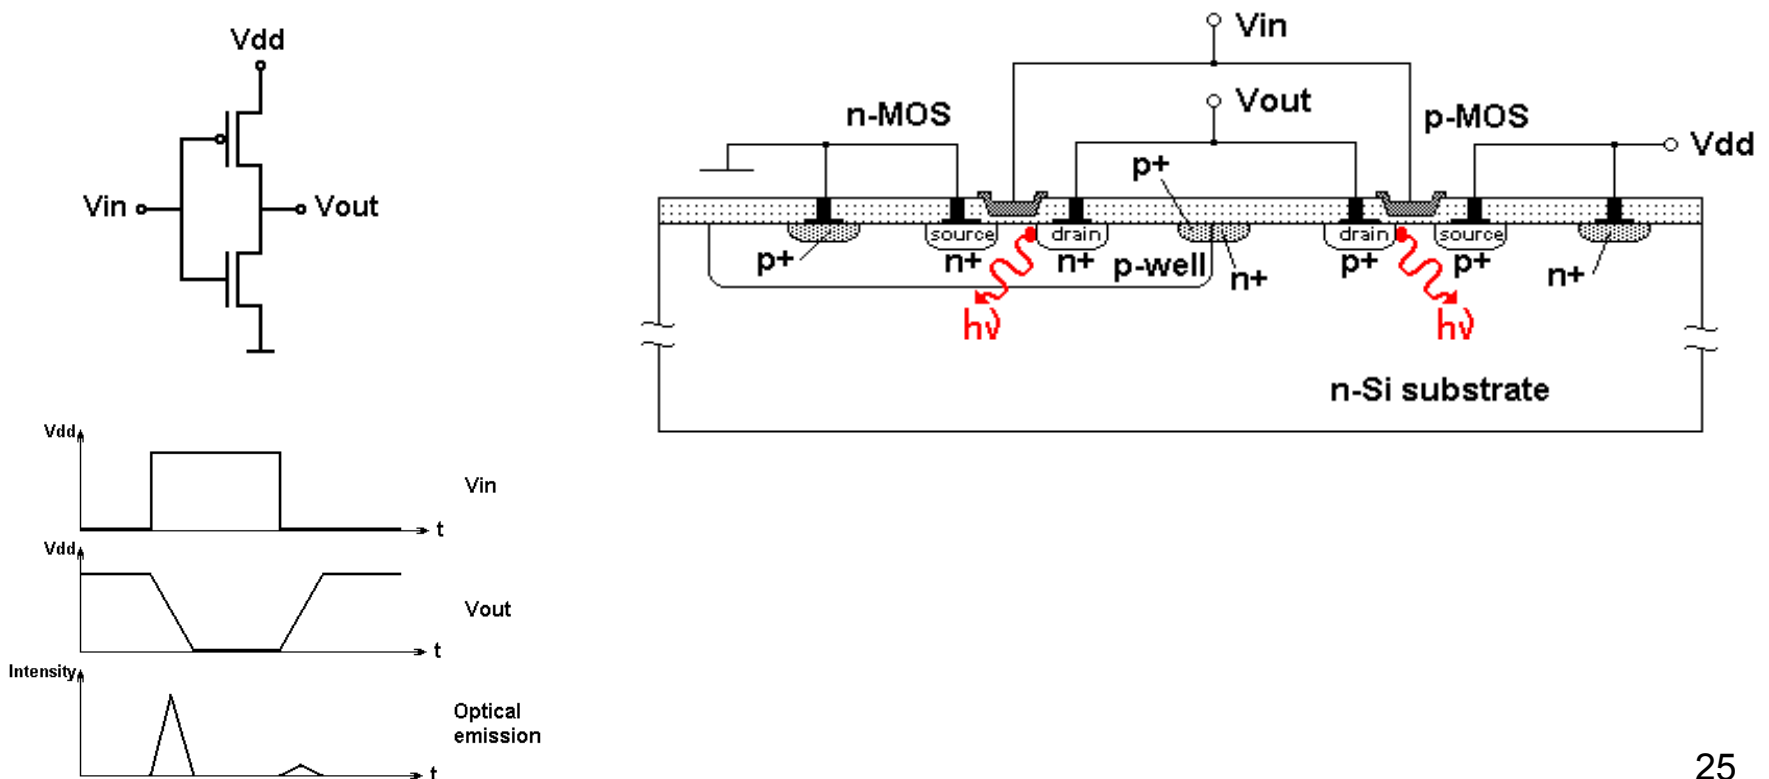 Vdd
Vin
Vout
Vin
Vout
n-MOS
p-MOS
Vdd
p+
source
drain
drain
source
p+
n+
n+
p-well
n+
p+
p+
n+
hν
hν
n-Si substrate
Vdd
Vin
t
Vdd
Vout
t
Intensity
Optical
emission
t
25